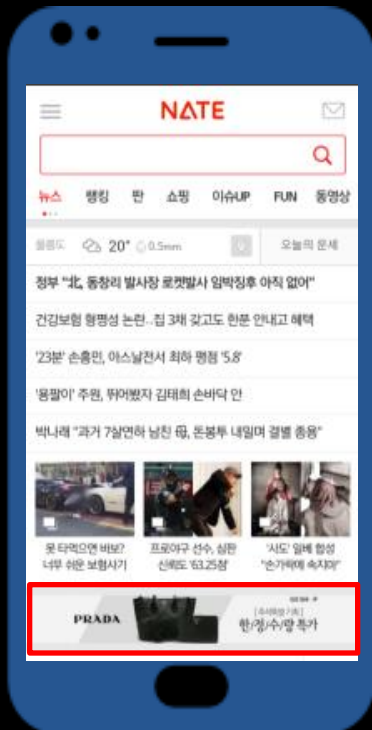 NATE
뉴스 랭킹 판 쇼핑 이슈UP FUN 동영상
울릉도 20° 0.5mm 오늘의 운세
정부 "北, 동창리 발사장 로켓발사 임박징후 아직 없어"
건강보험 형평성 논란..집 3채 갖고도 한푼 안내고 혜택
'23분' 손흥민, 아스날전서 최하 평점 '5.8'
'용팔이' 주원, 뛰어봤자 김태희 손바닥 안
박나래 "과거 7살연하 남친 母, 돈봉투 내밀며 결별 종용"
못 타먹으면 바보?
너무 쉬운 보험사기
프로야구 선수, 심판
신뢰도 '63.25점'
'사도' 일베 합성
"손가락에 속지마"
PRADA
한/정/수/량 특가